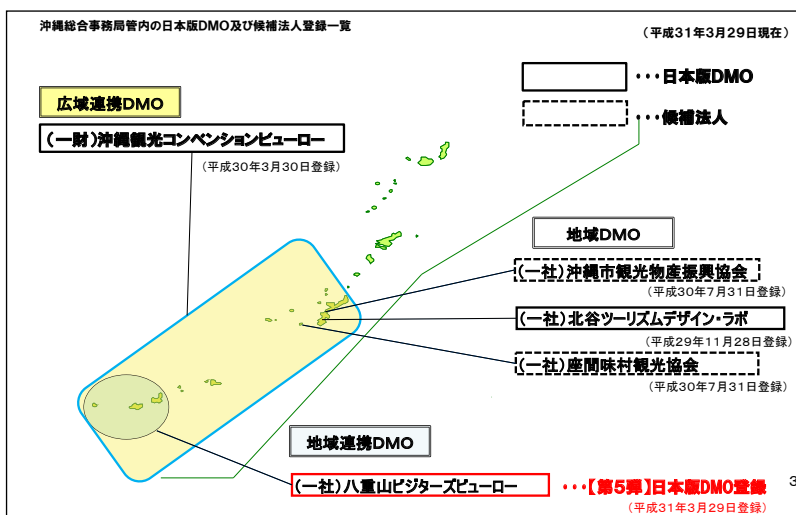 沖縄総合事務局管内の日本版DMO及び候補法人登録一覧
(平成31年3月29日現在)
・・・日本版DMO
・・・候補法人
広域連携DMO
(一財)沖縄観光コンベンションビューロー
(平成30年3月30日登録)
地域DMO
(一社)沖縄市観光物産振興協会
(平成30年7月31日登録)
(一社)北谷ツーリズムデザイン・ラボ
(平成29年11月28日登録)
(一社)座間味村観光協会
(平成30年7月31日登録)
地域連携DMO
(一社)八重山ビジターズビューロー ・・・【第5弾】日本版DMO登録
(平成31年3月29日登録)
3